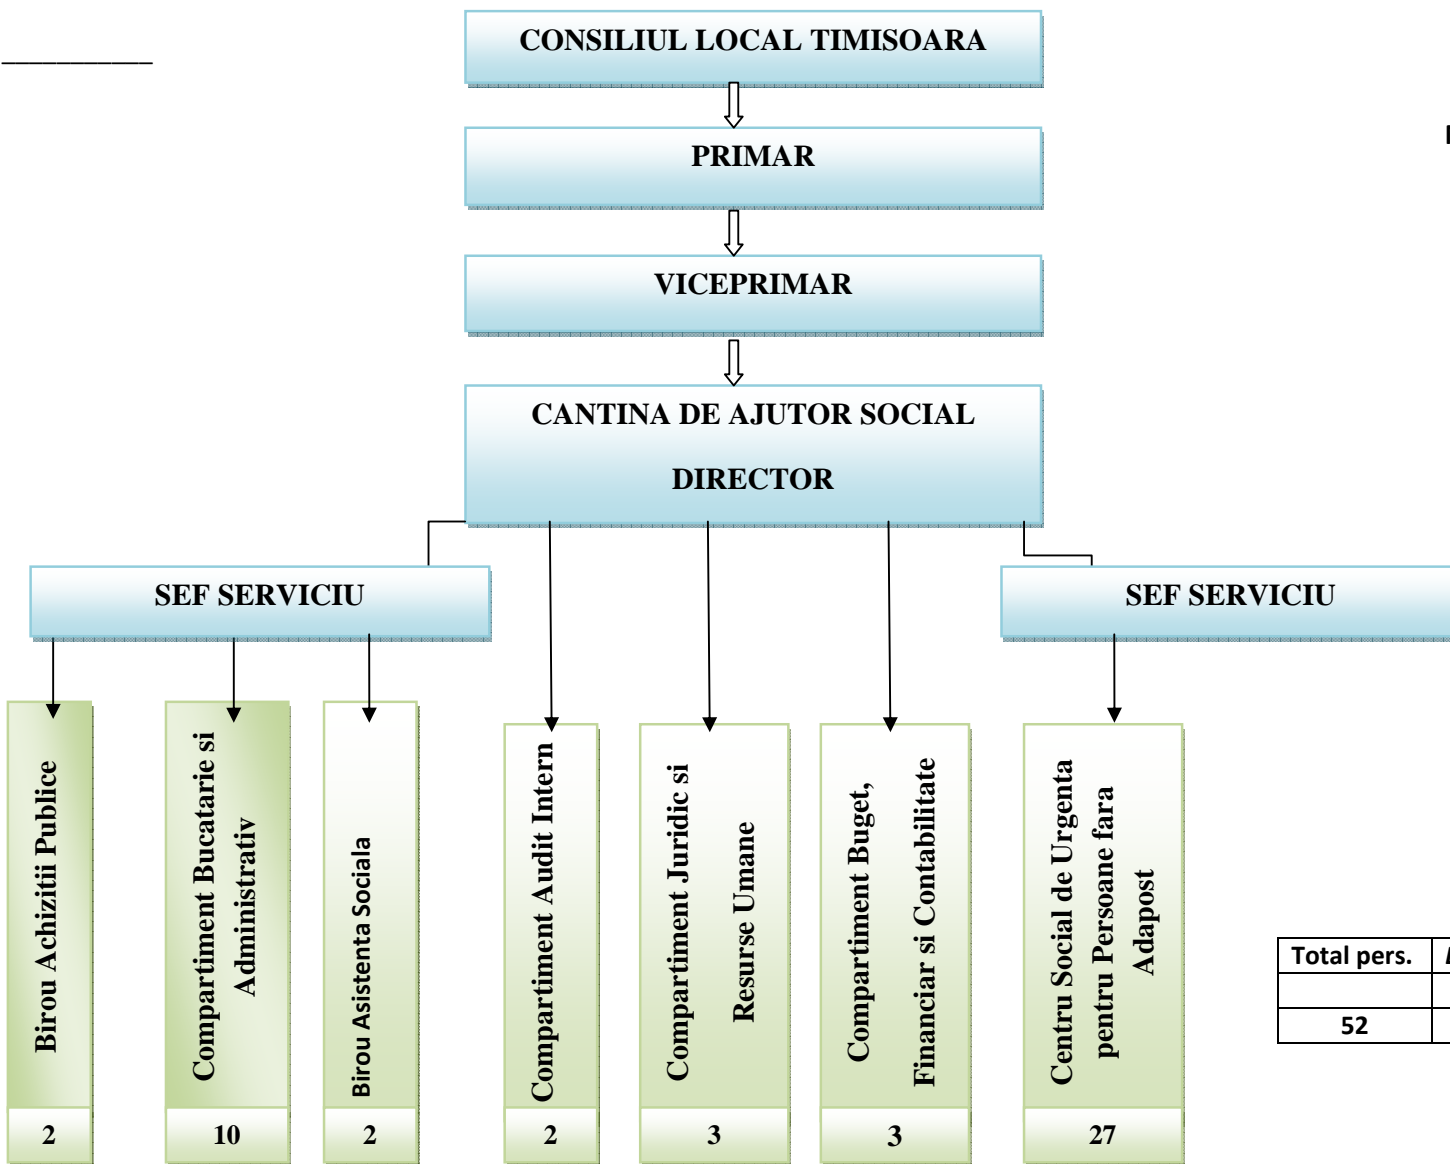 CONSILIUL LOCAL TIMISOARA
PRIMAR
VICEPRIMAR
CANTINA DE AJUTOR SOCIAL
DIRECTOR
SEF SERVICIU
SEF SERVICIU
Birou Achizitii Publice
2
Compartiment Bucatarie si
Administrativ
10
Birou Asistenta Sociala
2
Compartiment Audit Intern
2
Compartiment Juridic si
Resurse Umane
3
Compartiment Buget,
Financiar si Contabilitate
3
Centru Social de Urgenta
pentru Persoane fara
Adapost
27
Total pers.
52